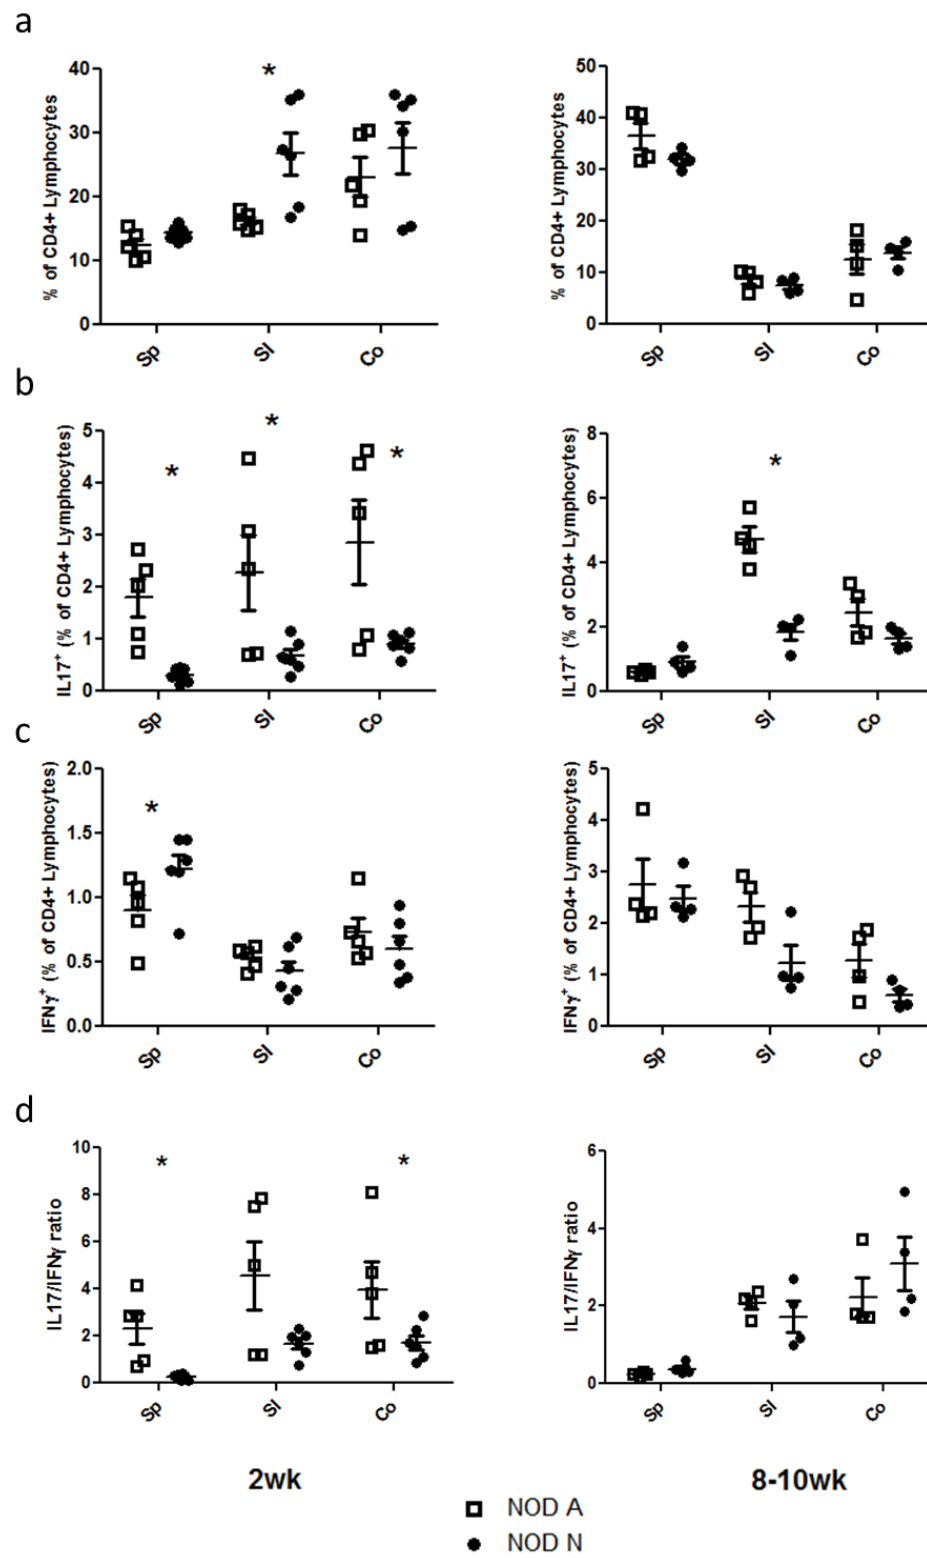 a
% of CD4+ Lymphocytes
40
30
20
10
0
*
Sp
SI
Co
% of CD4+ Lymphocytes
50
40
30
20
10
0
Sp
SI
Co
b
IL17+ (% of CD4+ Lymphocytes)
5
4
3
2
1
0
*
*
*
Sp
SI
Co
IL17+ (% of CD4+ Lymphocytes)
8
6
4
2
0
*
Sp
SI
Co
c
IFNγ+ (% of CD4+ Lymphocytes)
2.0
1.5
1.0
0.5
0.0
*
Sp
SI
Co
IFNγ+ (% of CD4+ Lymphocytes)
5
4
3
2
1
0
Sp
SI
Co
d
IL17/IFNγ ratio
10
8
6
4
2
0
*
*
Sp
SI
Co
IL17/IFNγ ratio
6
4
2
0
Sp
SI
Co
2wk
8-10wk
NOD A
NOD N